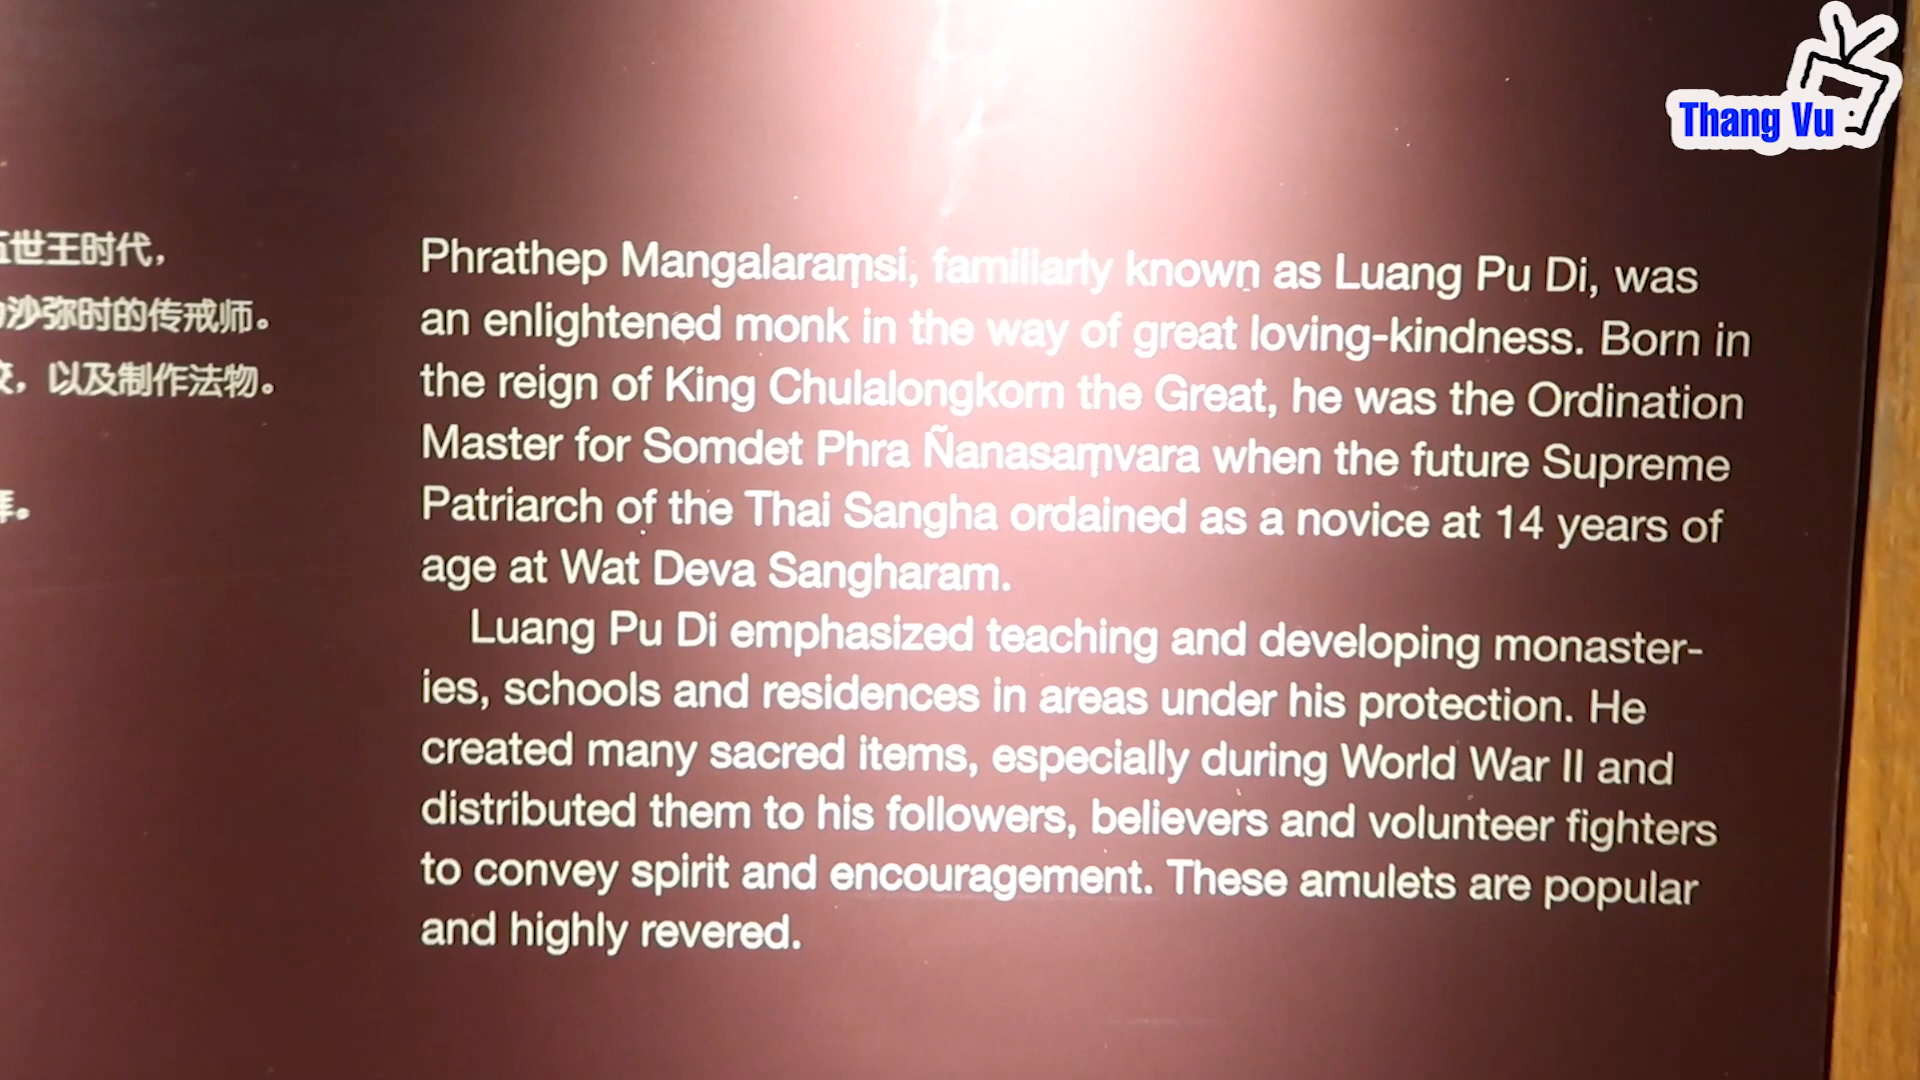 Thang Vu
世王时代，
沙弥时的传戒师。
，以及制作法物。
Phrathep Mangalaraṃsi, familiarly known as Luang Pu Di, was
an enlightened monk in the way of great loving-kindness. Born in
the reign of King Chulalongkorn the Great, he was the Ordination
Master for Somdet Phra Ñanasaṃvara when the future Supreme
Patriarch of the Thai Sangha ordained as a novice at 14 years of
age at Wat Deva Sangharam.
Luang Pu Di emphasized teaching and developing monaster-
ies, schools and residences in areas under his protection. He
created many sacred items, especially during World War II and
distributed them to his followers, believers and volunteer fighters
to convey spirit and encouragement. These amulets are popular
and highly revered.